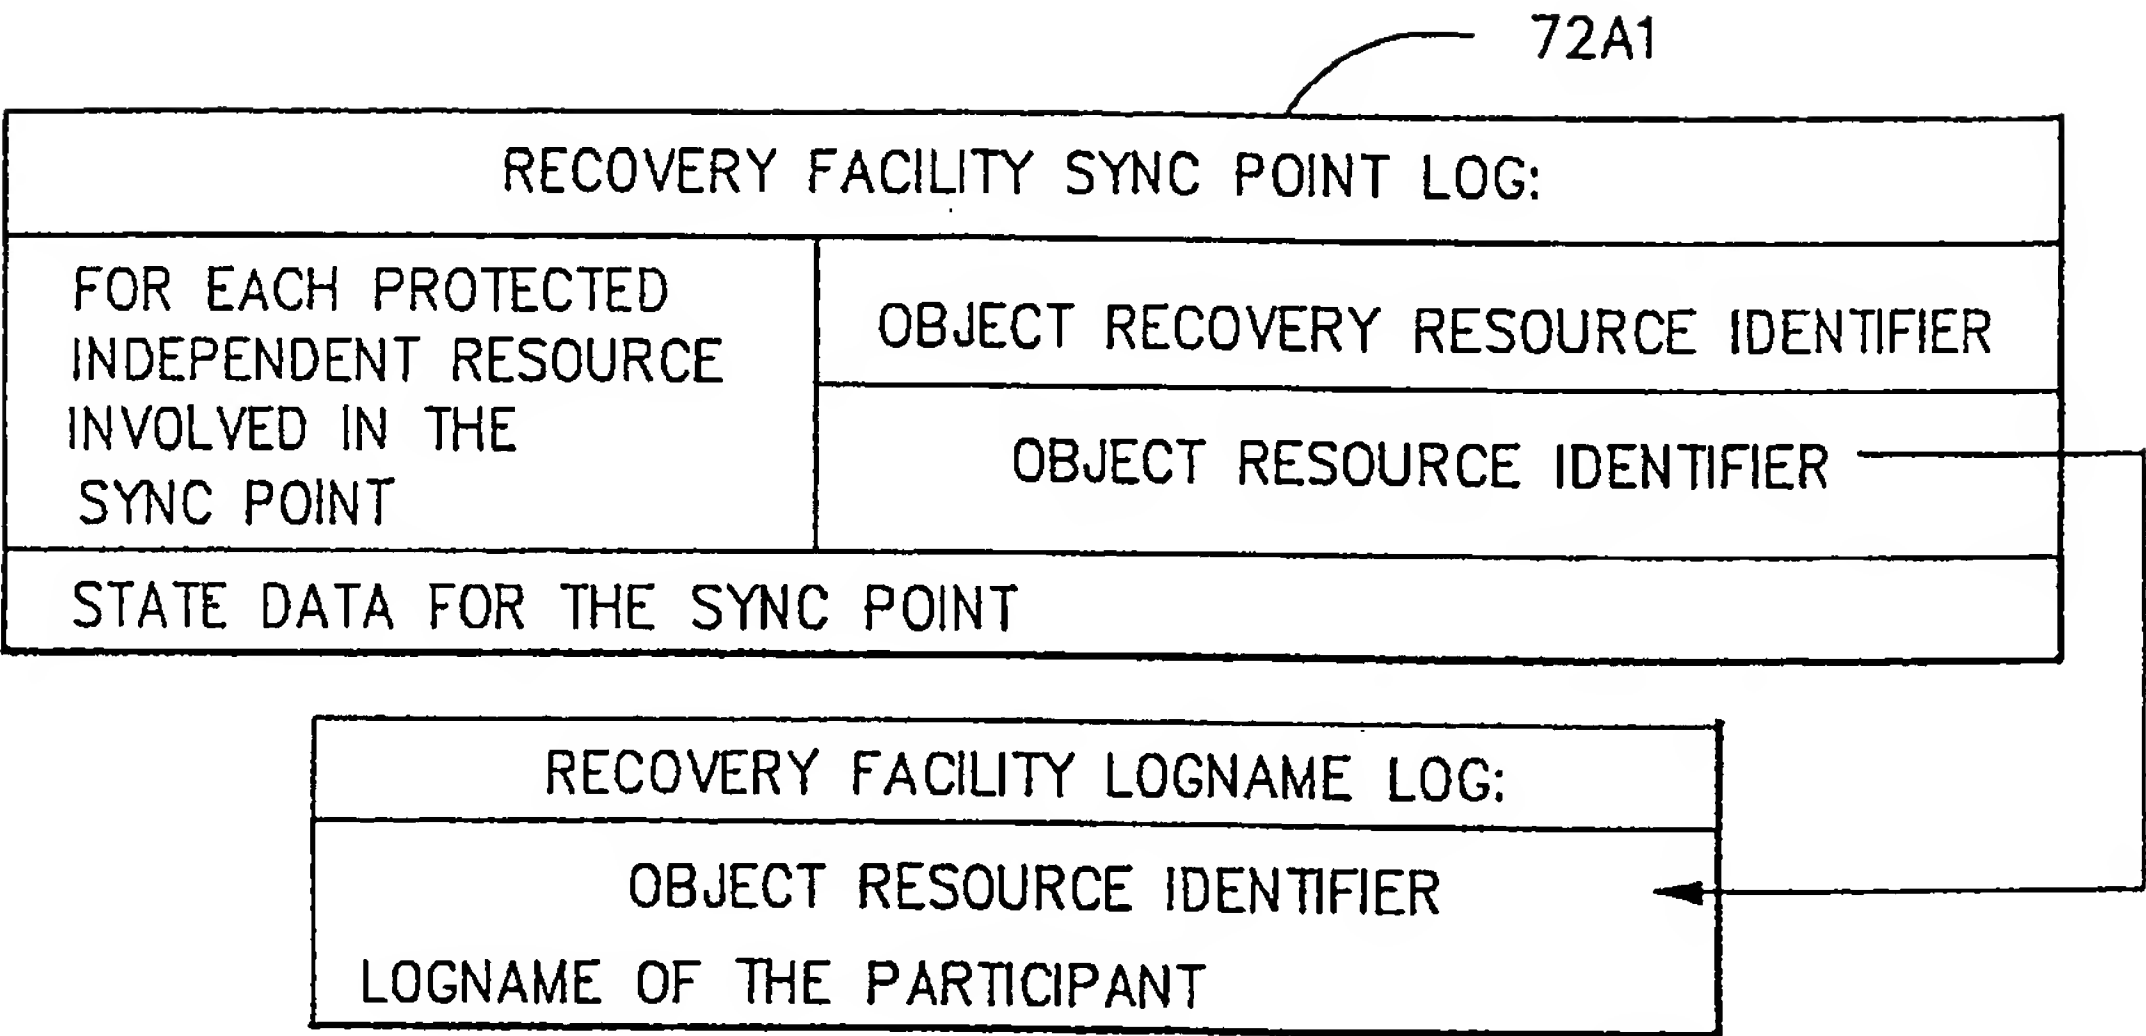 72A1
RECOVERY FACILITY SYNC POINT LOG:
FOR EACH PROTECTED
INDEPENDENT RESOURCE
INVOLVED IN THE
SYNC POINT
OBJECT RECOVERY RESOURCE IDENTIFIER
OBJECT RESOURCE IDENTIFIER
STATE DATA FOR THE SYNC POINT
RECOVERY FACILITY LOGNAME LOG:
OBJECT RESOURCE IDENTIFIER
LOGNAME OF THE PARTICIPANT